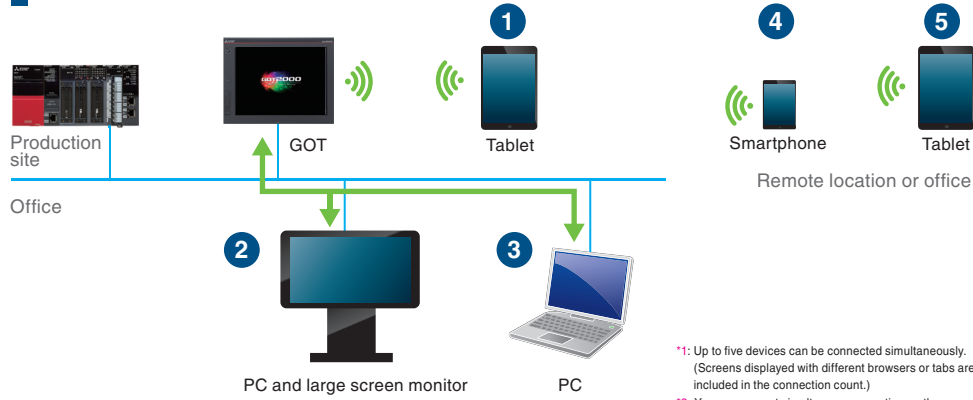 1
4
5
GOT2000
Production
site
GOT
Tablet
Smartphone
Tablet
Remote location or office
Office
2
3
PC and large screen monitor
PC
*1: Up to five devices can be connected simultaneously.
(Screens displayed with different browsers or tabs are
included in the connection count.)